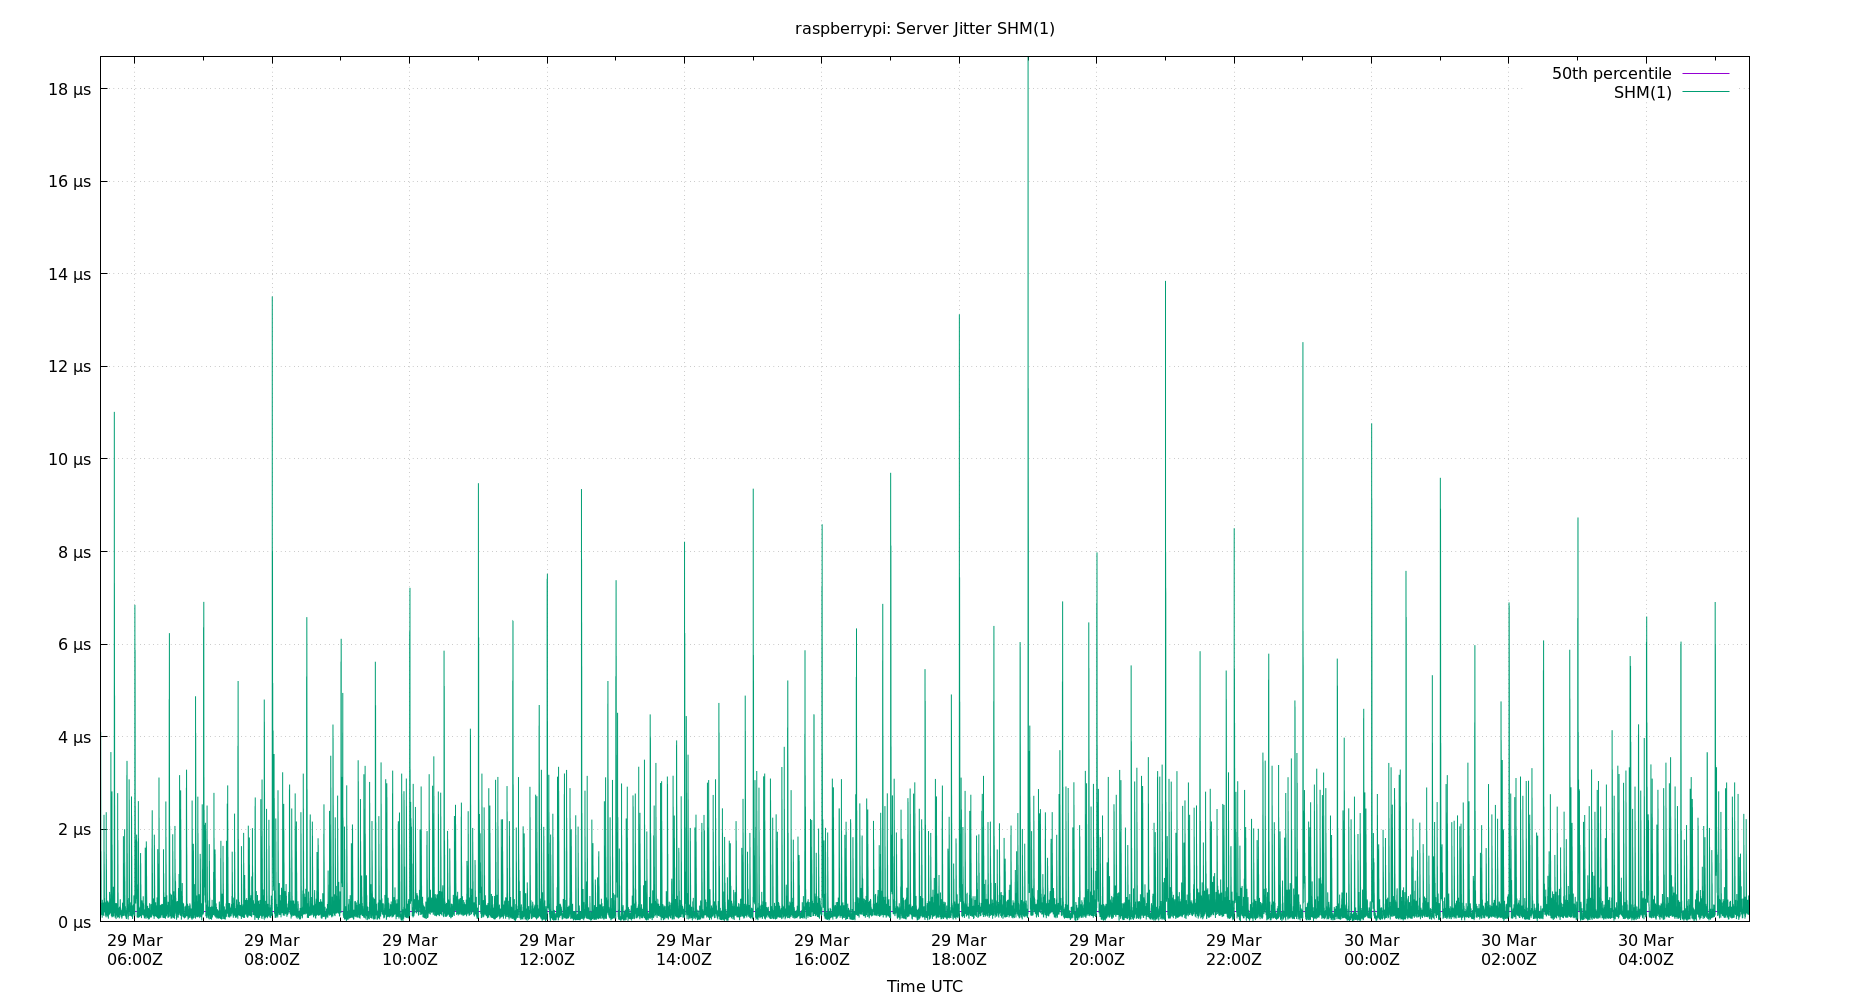 raspberrypi: Server Jitter SHM(1)
50th percentile
SHM(1)
18 µs
16 µs
14 µs
12 µs
10 µs
8 µs
6 µs
4 µs
2 µs
0 µs
29 Mar 29 Mar 29 Mar 29 Mar 29 Mar 29 Mar 29 Mar 29 Mar 29 Mar 30 Mar 30 Mar 30 Mar
06:00Z 08:00Z 10:00Z 12:00Z 14:00Z 16:00Z 18:00Z 20:00Z 22:00Z 00:00Z 02:00Z 04:00Z
Time UTC